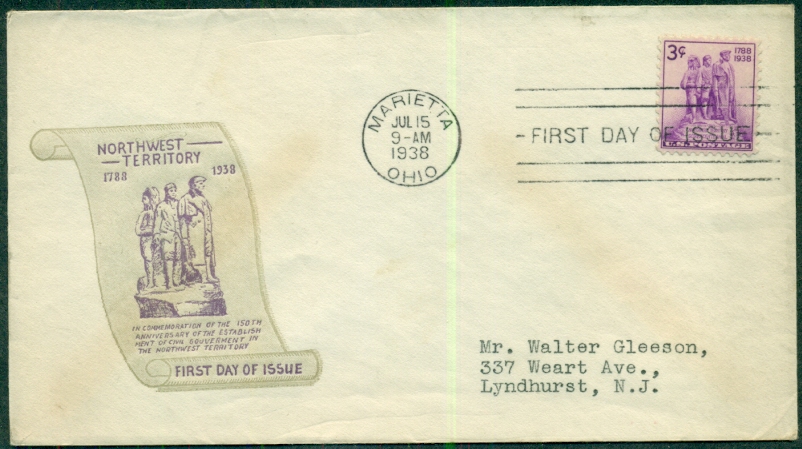 NORTHWEST
TERRITORY
1788 1938
IN COMMEMORATION OF THE 150TH
ANNIVERSARY OF THE ESTABLISH
MENT OF CIVIL GOUVERMENT IN
THE NORTHWEST TERRITORY
FIRST DAY OF ISSUE
MARIETTA
JUL 15
9-AM
1938
OHIO
3¢
1788
1938
FIRST DAY OF ISSUE
U.S. POSTAGE
Mr. Walter Gleeson,
337 Weart Ave.,
Lyndhurst, N.J.